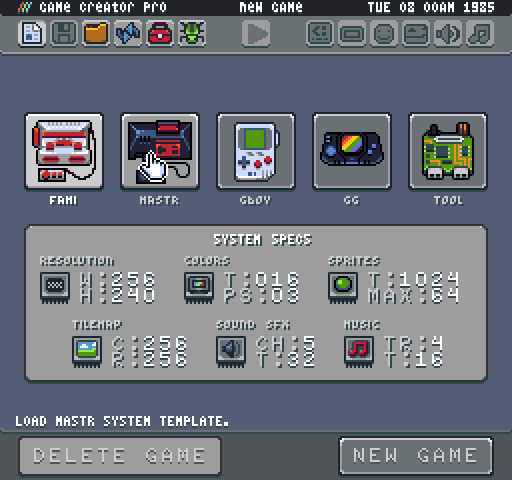 Game Creator Pro New Game TUE 08 00AM 1985
FAMI MASTR GBOY GG TOOL
SYSTEM SPECS
RESOLUTION COLORS SPRITES
W:256 T:016 T:1024
H:240 PS:03 MAX:64
TILEMAP SOUND SFX MUSIC
C:256 CH:5 TR:4
R:256 T:32 T:16
LOAD MASTR SYSTEM TEMPLATE.
DELETE GAME NEW GAME